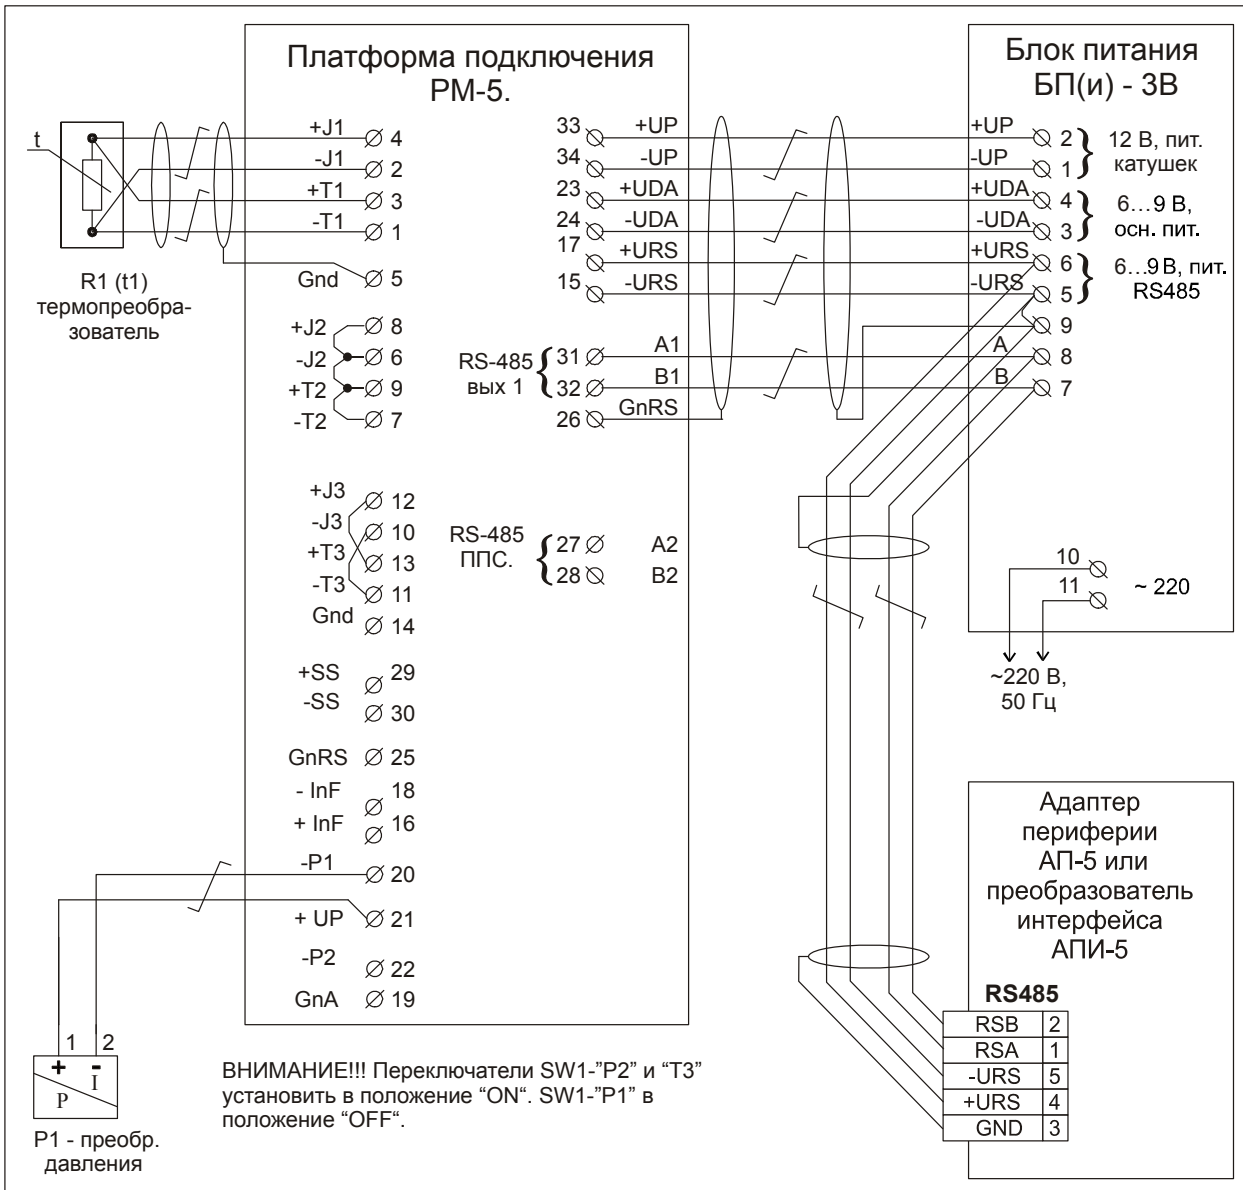 Платформа подключения
РМ-5.
Блок питания
БП(и) - 3В
t
R1 (t1)
термопреобра-
зователь
+J1 4
-J1 2
+T1 3
-T1 1
Gnd 5
+J2 8
-J2 6
+T2 9
-T2 7
+J3 12
-J3 10
+T3 13
-T3 11
Gnd 14
+SS 29
-SS 30
GnRS 25
- InF 18
+ InF 16
-P1 20
+ UP 21
-P2 22
GnA 19
33 +UP
34 -UP
23 +UDA
24 -UDA
17 +URS
15 -URS
RS-485
вых 1
31 A1
32 B1
26 GnRS
RS-485
ППС.
27 A2
28 B2
+UP 2
-UP 1
12 В, пит.
катушек
+UDA 4
-UDA 3
6...9 В,
осн. пит.
+URS 6
-URS 5
6...9 В, пит.
RS485
9
A 8
B 7
10
11
~ 220
~220 В,
50 Гц
Адаптер
периферии
АП-5 или
преобразователь
интерфейса
АПИ-5
RS485
RSB 2
RSA 1
-URS 5
+URS 4
GND 3
1 2
+ -
P I
P1 - преобр.
давления
ВНИМАНИЕ!!! Переключатели SW1-”P2” и “T3”
установить в положение “ON“. SW1-”P1” в
положение “OFF“.